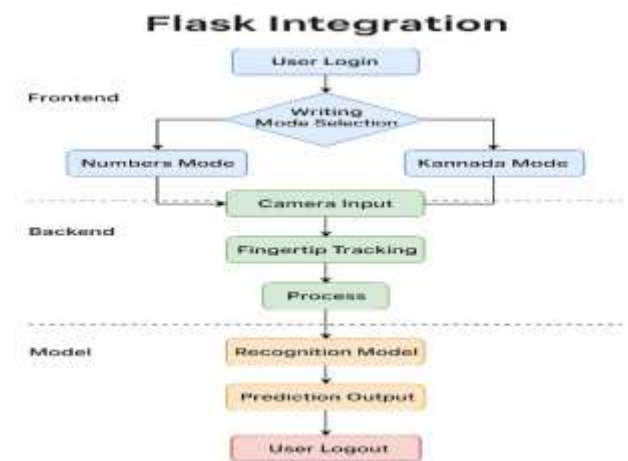 Flask Integration
User Login
Frontend
Writing
Mode Selection
Numbers Mode
Kannada Mode
Camera Input
Backend
Fingertip Tracking
Process
Model
Recognition Model
Prediction Output
User Logout